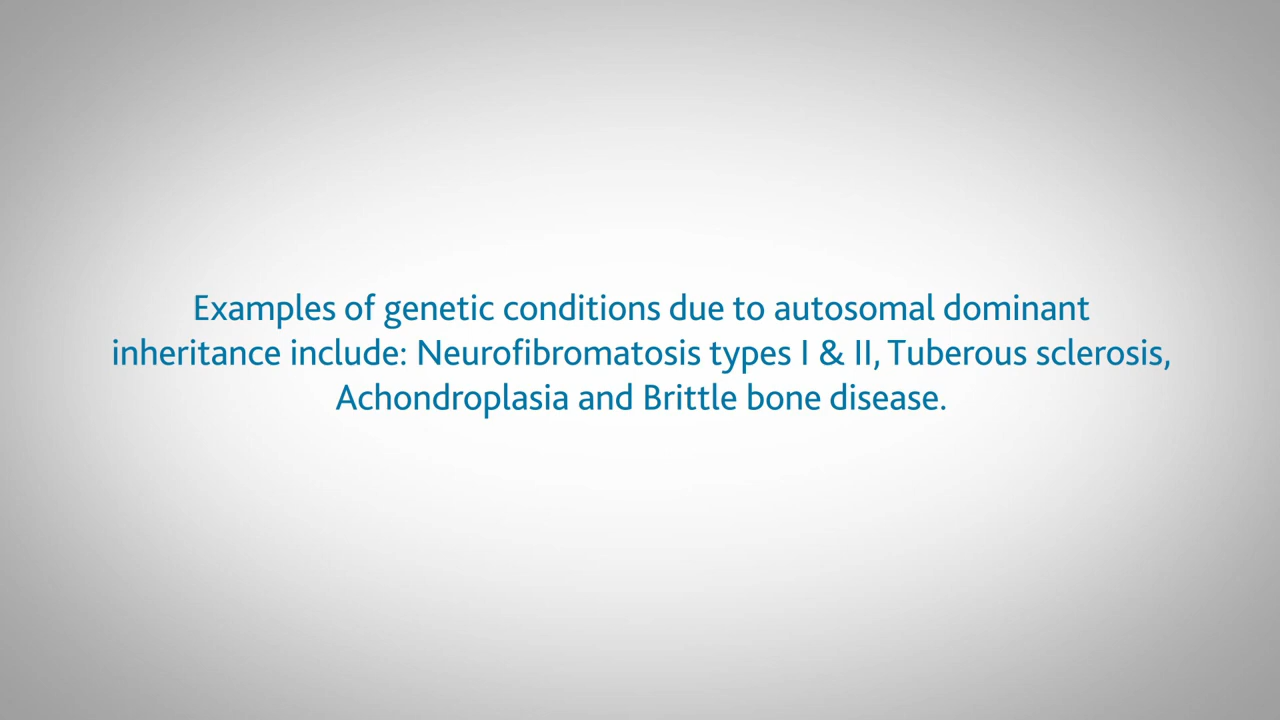 Examples of genetic conditions due to autosomal dominant
inheritance include: Neurofibromatosis types I & II, Tuberous sclerosis,
Achondroplasia and Brittle bone disease.